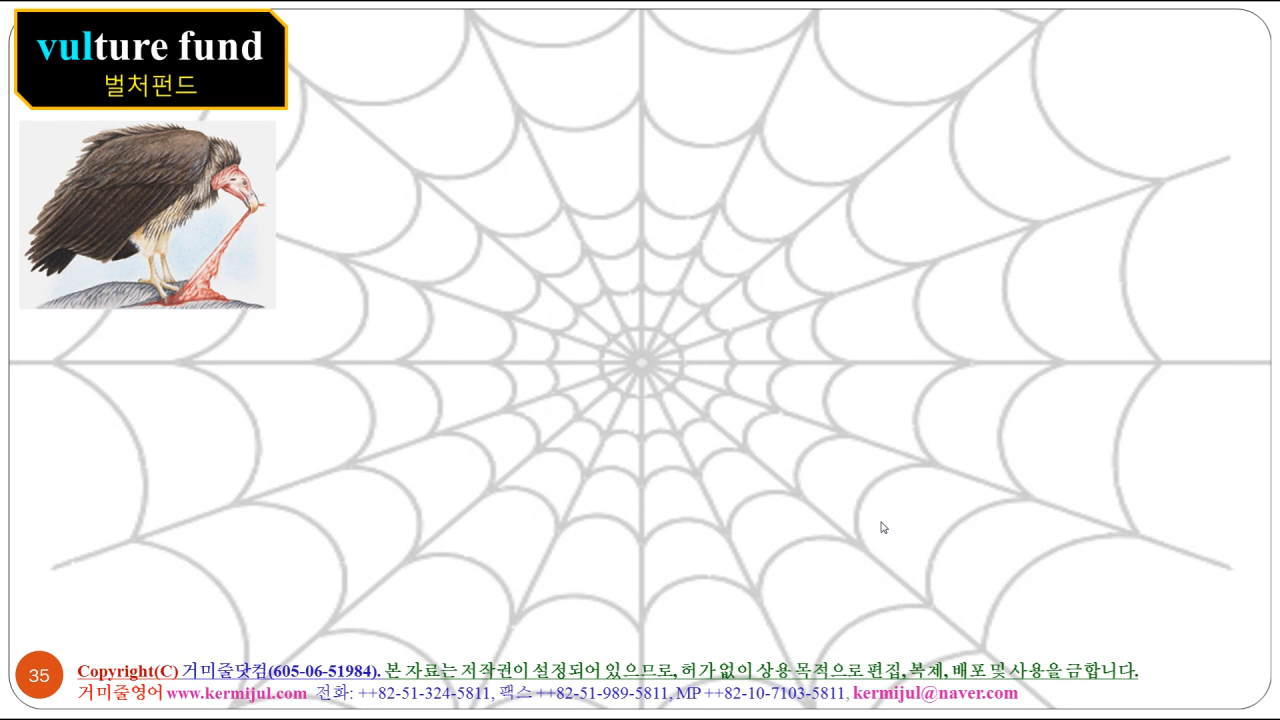 vulture fund
벌처펀드
35
Copyright(C) 거미줄닷컴(605-06-51984). 본 자료는 저작권이 설정되어 있으므로, 허가 없이 상용 목적으로 편집, 복제, 배포 및 사용을 금합니다.
거미줄영어 www.kermijul.com 전화: ++82-51-324-5811, 팩스 ++82-51-989-5811, MP ++82-10-7103-5811, kermijul@naver.com